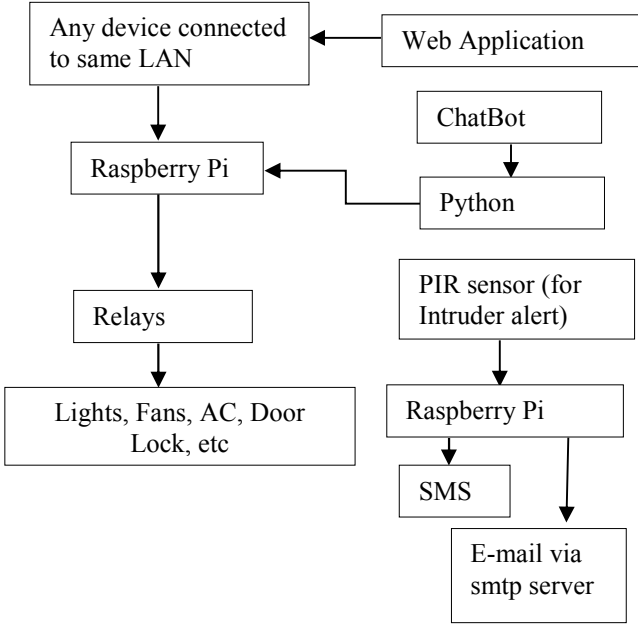 Any device connected
to same LAN
Web Application
ChatBot
Raspberry Pi
Python
PIR sensor (for
Intruder alert)
Relays
Lights, Fans, AC, Door
Lock, etc
Raspberry Pi
SMS
E-mail via
smtp server